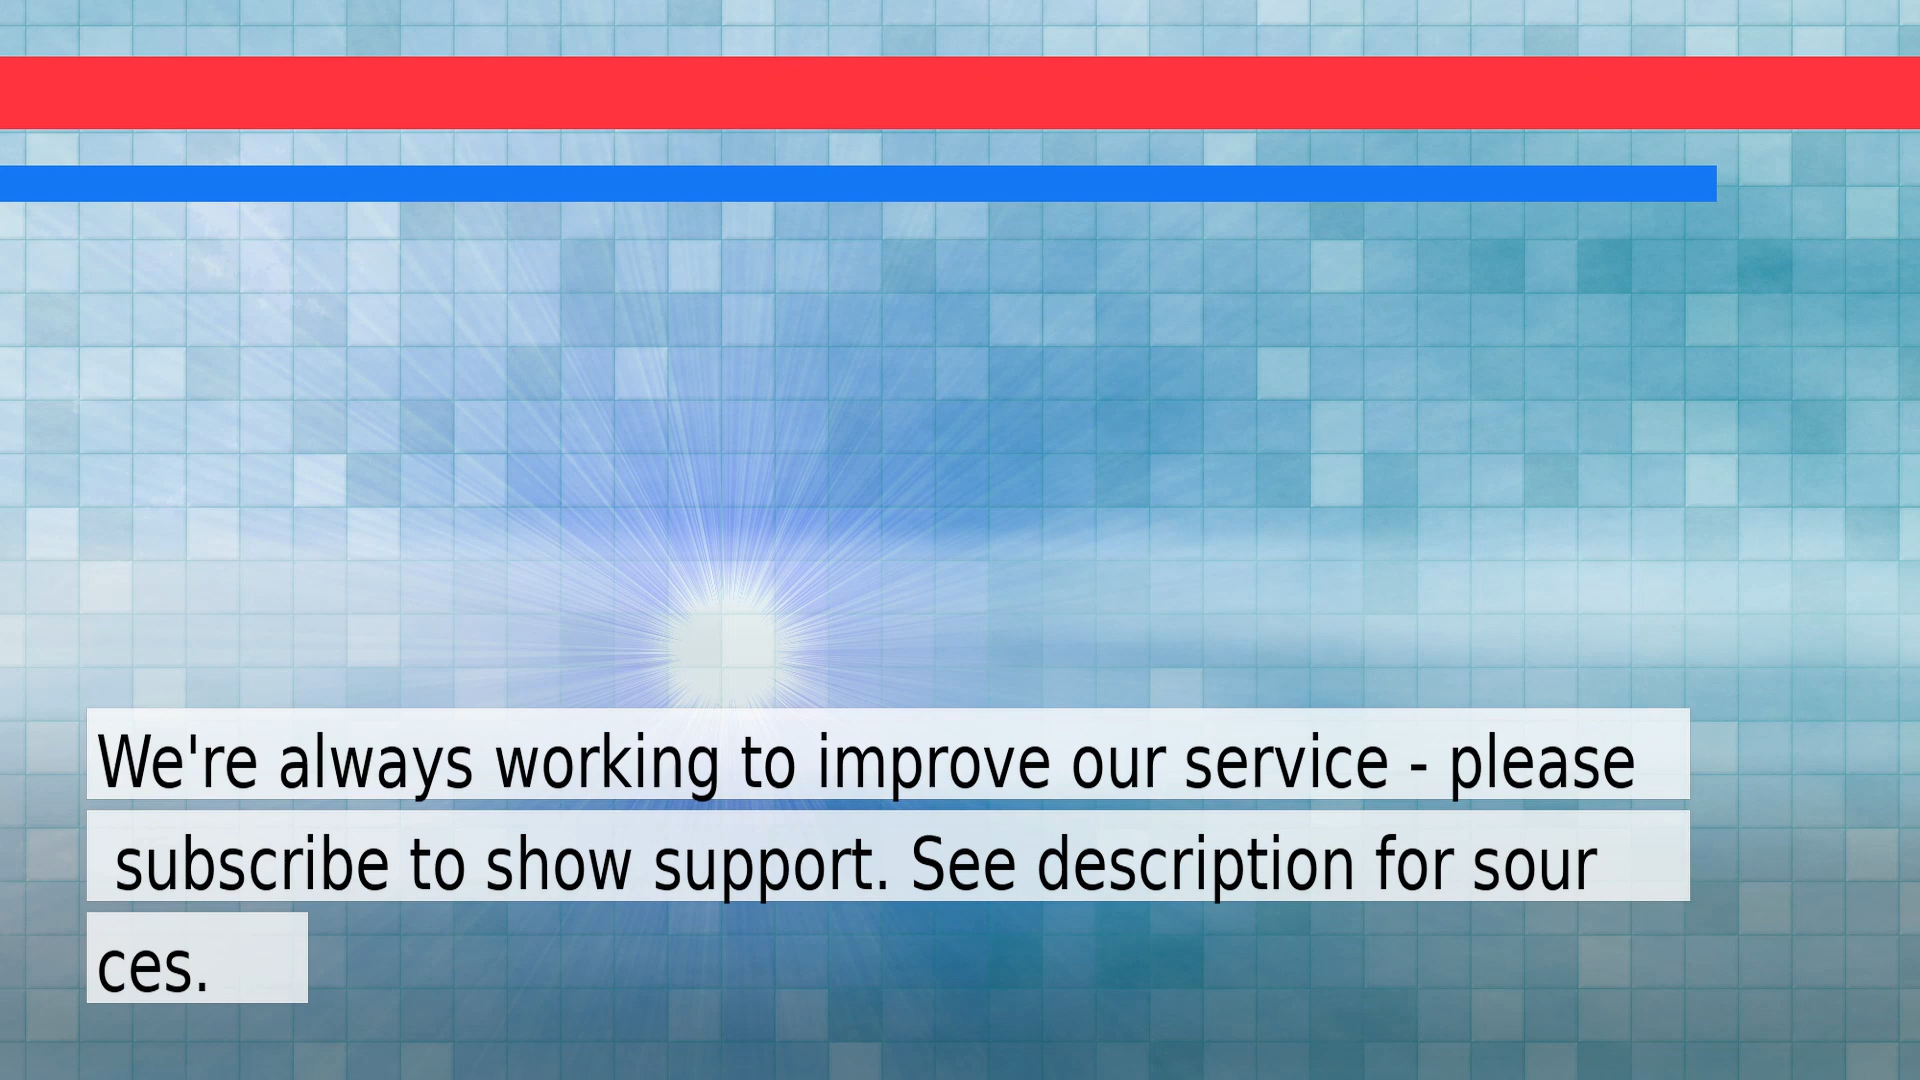 We're always working to improve our service - please
subscribe to show support. See description for sour
ces.